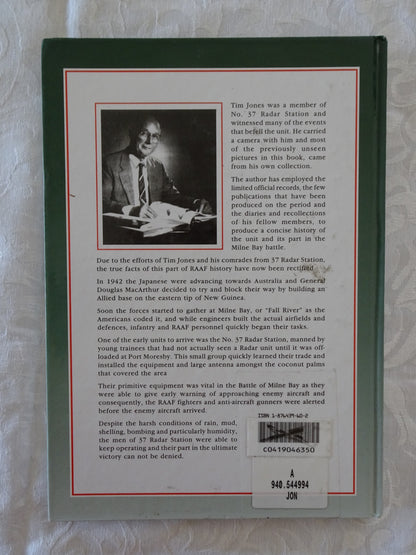 Tim Jones was a member of
No. 37 Radar Station and
witnessed many of the events
that befell the unit. He carried
a camera with him and most
of the previously unseen
pictures in this book, came
from his own collection.
The author has employed the
limited official records, the few
publications that have been
produced on the period and
the diaries and recollections
of his fellow members, to
produce a concise history of
the unit and its part in the
Milne Bay battle.
Due to the efforts of Tim Jones and his comrades from 37 Radar Station,
the true facts of this part of RAAF history have now been rectified
In 1942 the Japanese were advancing towards Australia and General
Douglas MacArthur decided to try and block their way by building an
Allied base on the eastern tip of New Guinea.
Soon the forces started to gather at Milne Bay, or "Fall River" as the
Americans coded it, and while engineers built the actual airfields and
defences, infantry and RAAF personnel quickly began their tasks.
One of the early units to arrive was the No. 37 Radar Station, manned by
young trainees that had not actually seen a Radar unit until it was off-
loaded at Port Moresby. This small group quickly learned their trade and
installed the equipment and large antenna amongst the coconut palms
that covered the area
Their primitive equipment was vital in the Battle of Milne Bay as they
were able to give early warning of approaching enemy aircraft and
consequently, the RAAF fighters and anti-aircraft gunners were alerted
before the enemy aircraft arrived.
Despite the harsh conditions of rain, mud,
shelling, bombing and particularly humidity,
the men of 37 Radar Station were able to
keep operating and their part in the ultimate
victory can not be denied.
ISBN 1-876439-60-2
C0419046350
A
940.544994
JON